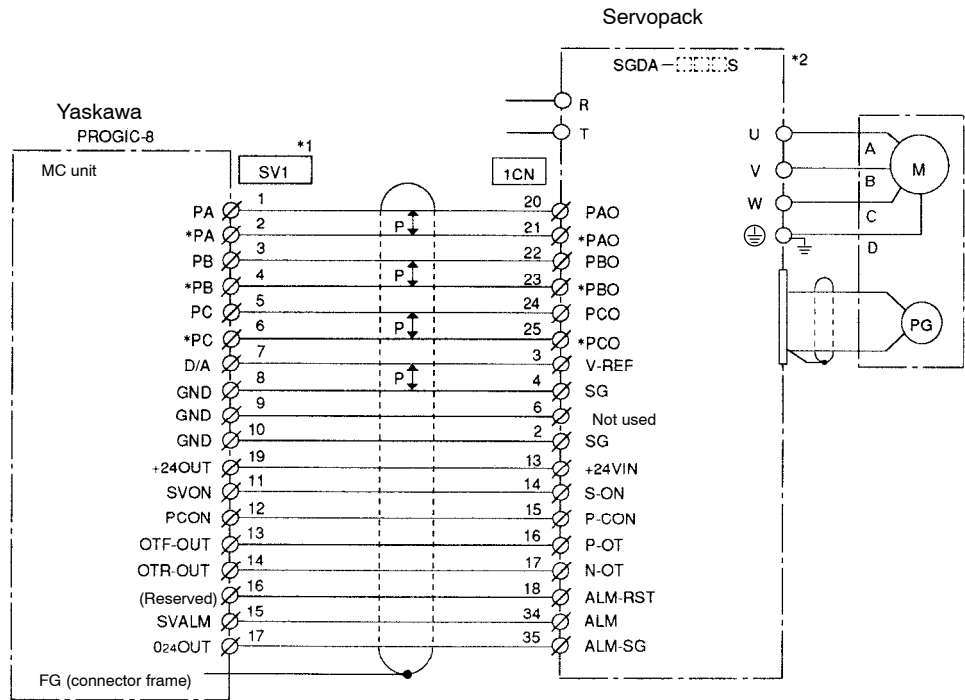 Servopack
SGDA-□□□S *2
R
T
Yaskawa
PROGIC-8
*1
MC unit
SV1
1CN
U
V
W
A
B
C
D
M
PG
PA 1 20 PAO
P
*PA 2 21 *PAO
PB 3 22 PBO
P
*PB 4 23 *PBO
PC 5 24 PCO
P
*PC 6 25 *PCO
D/A 7 3 V-REF
P
GND 8 4 SG
GND 9 6 Not used
GND 10 2 SG
+24OUT 19 13 +24VIN
SVON 11 14 S-ON
PCON 12 15 P-CON
OTF-OUT 13 16 P-OT
OTR-OUT 14 17 N-OT
(Reserved) 16 18 ALM-RST
SVALM 15 34 ALM
024OUT 17 35 ALM-SG
FG (connector frame)